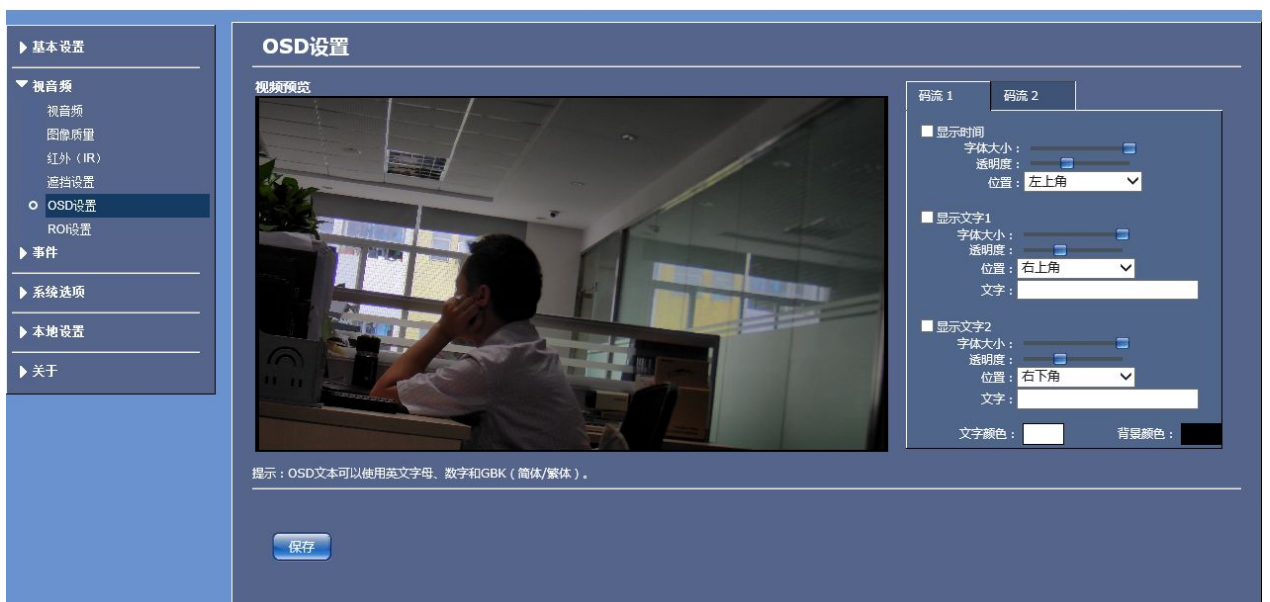 基本设置
视音频
视音频
图像质量
红外（IR）
遮挡设置
OSD设置
ROI设置
事件
系统选项
本地设置
关于
OSD设置
视频预览
码流 1
码流 2
显示时间
字体大小：
透明度：
位置：左上角
显示文字1
字体大小：
透明度：
位置：右上角
文字：
显示文字2
字体大小：
透明度：
位置：右下角
文字：
文字颜色： 背景颜色：
提示：OSD文本可以使用英文字母、数字和GBK（简体/繁体）。
保存